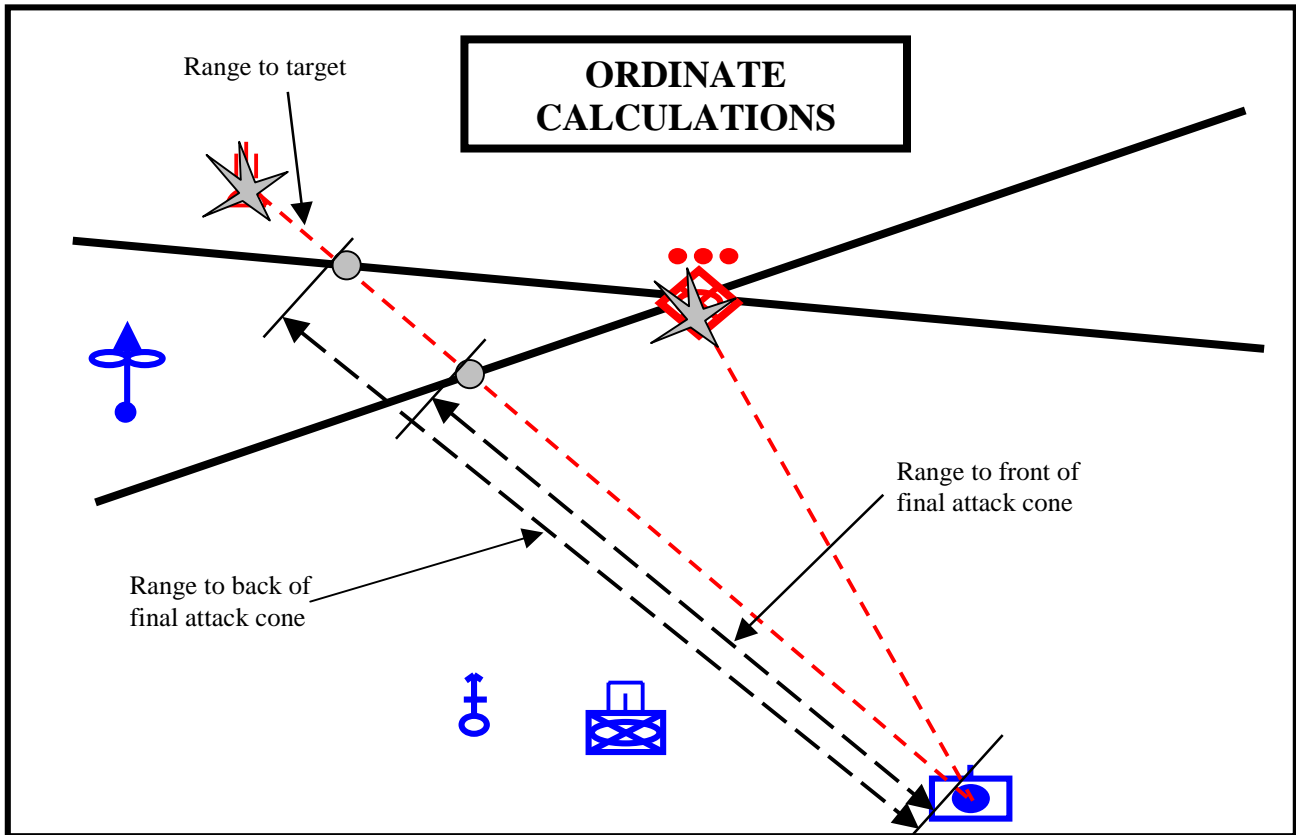 ORDINATE
CALCULATIONS
Range to target
Range to front of
final attack cone
Range to back of
final attack cone